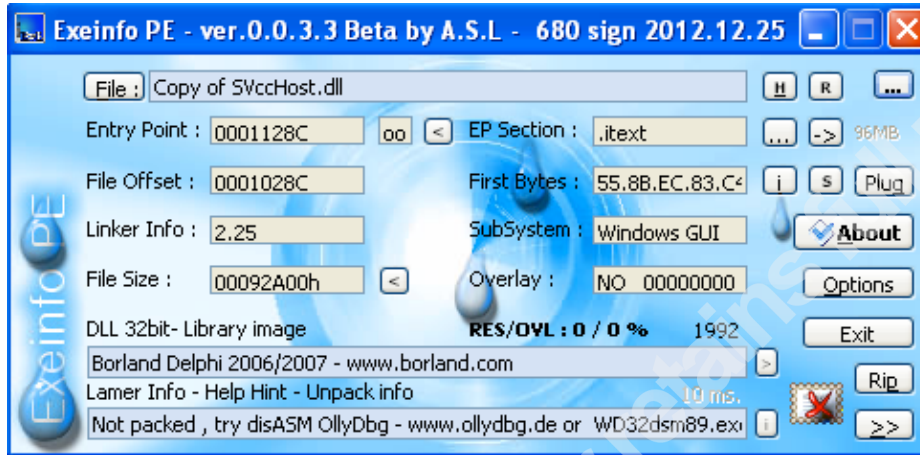 Exeinfo PE - ver.0.0.3.3 Beta by A.S.L - 680 sign 2012.12.25
File : Copy of SVccHost.dll H R ...
Entry Point : 0001128C oo < EP Section : .itext ... -> 96MB
File Offset : 0001028C First Bytes : 55.8B.EC.83.C4 i S Plug
Linker Info : 2.25 SubSystem : Windows GUI About
File Size : 00092A00h < Overlay : NO 00000000 Options
DLL 32bit- Library image RES/OVL : 0 / 0 % 1992 Exit
Borland Delphi 2006/2007 - www.borland.com >
Lamer Info - Help Hint - Unpack info 10 ms. Rip
Not packed , try disASM OllyDbg - www.ollydbg.de or WD32dsm89.exe i >>
Exeinfo PE
retains